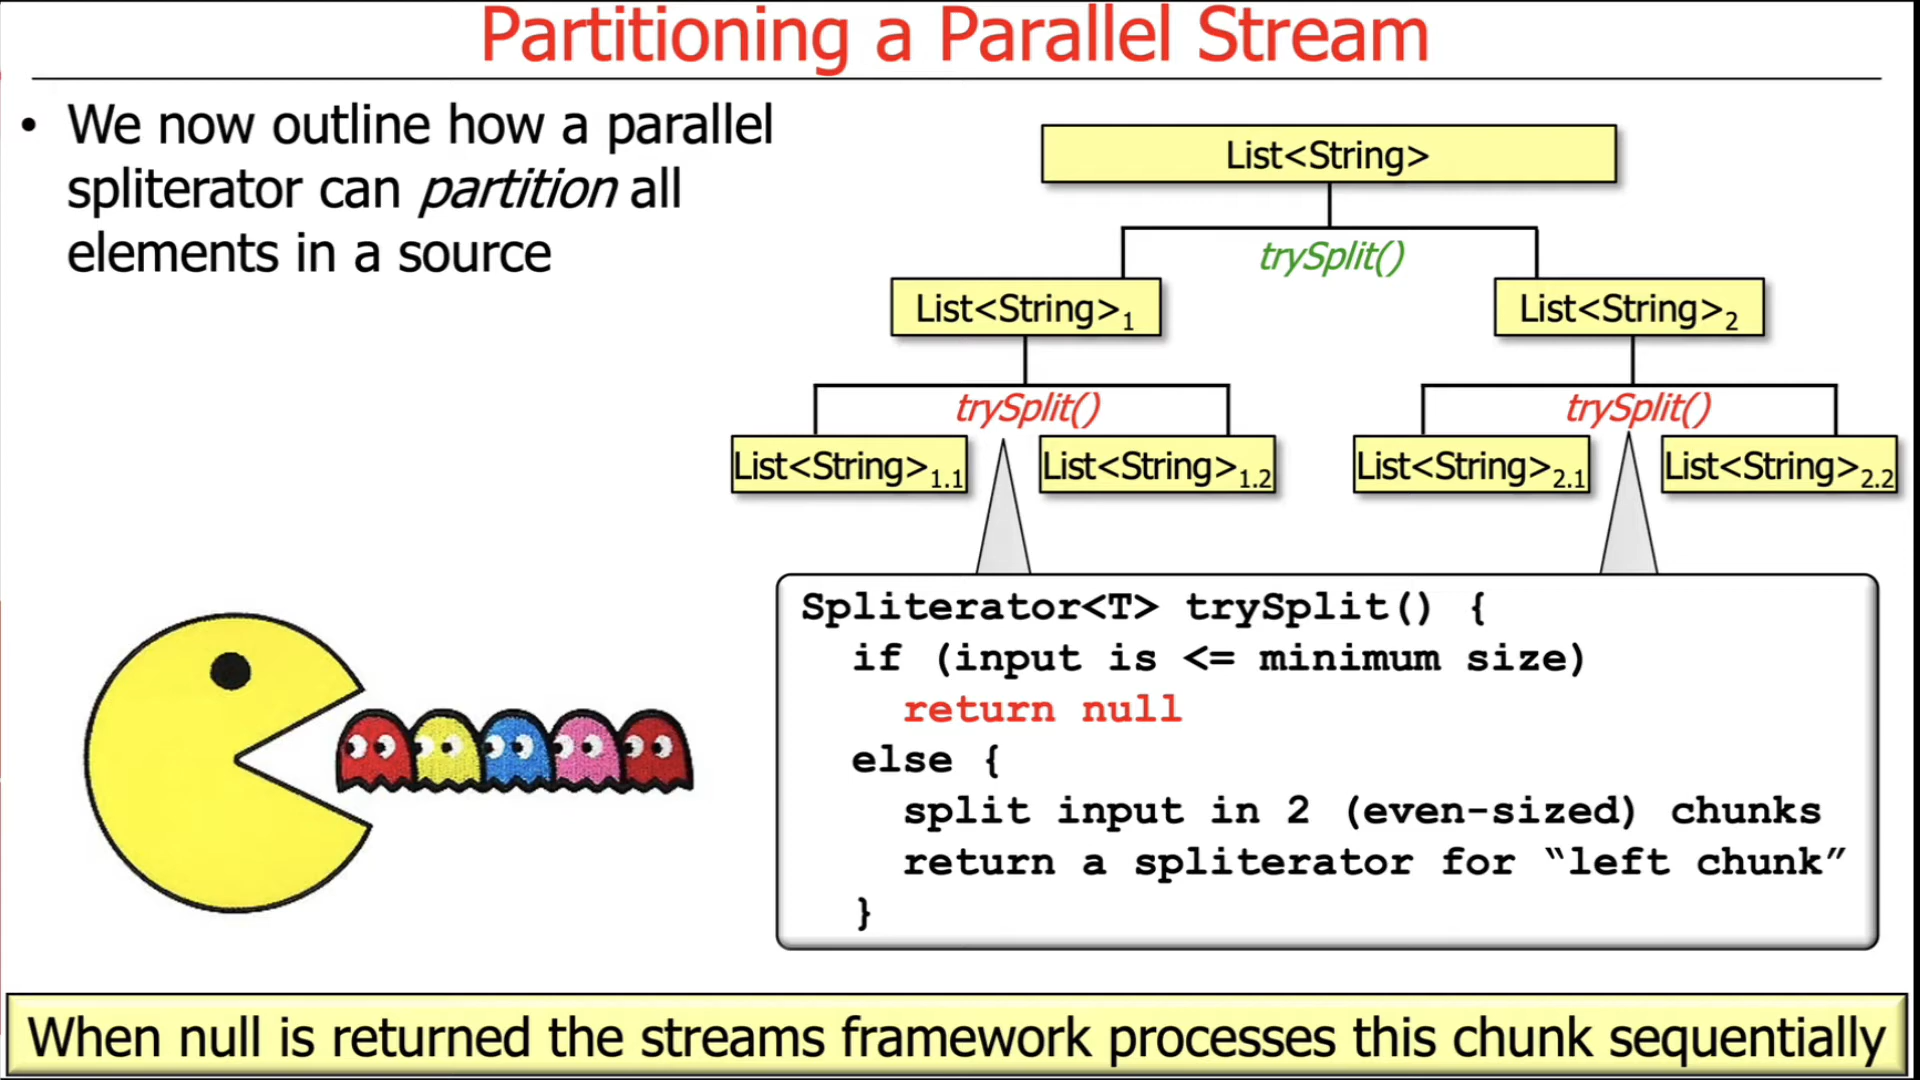 Partitioning a Parallel Stream
• We now outline how a parallel
spliterator can partition all
elements in a source
List<String>
trySplit()
List<String>1
List<String>2
trySplit()
trySplit()
List<String>1.1
List<String>1.2
List<String>2.1
List<String>2.2
Spliterator<T> trySplit() {
if (input is <= minimum size)
return null
else {
split input in 2 (even-sized) chunks
return a spliterator for “left chunk”
}
When null is returned the streams framework processes this chunk sequentially